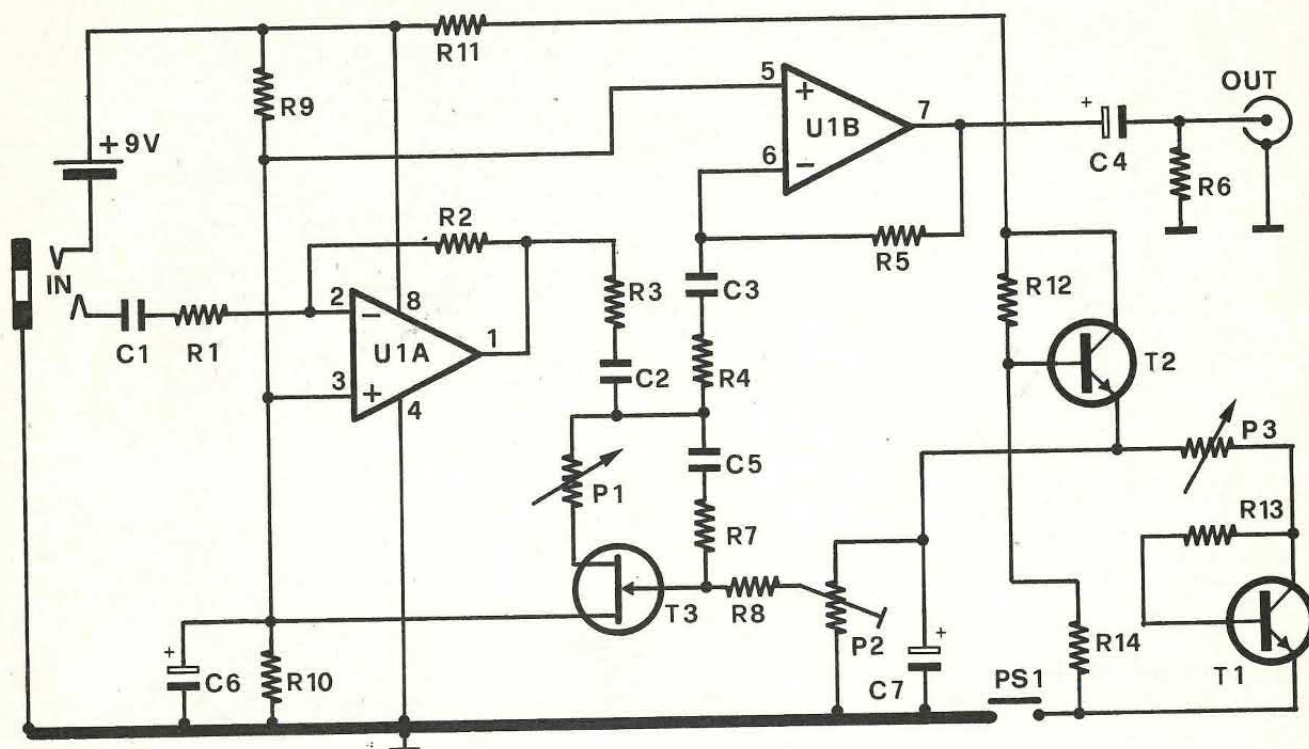 R11
R9
5
+
U1B
7
6
−
+
C4
OUT
R6
+ 9V
R2
R5
IN
C1
R1
2
−
8
U1A
1
3
+
4
R3
C2
C3
R4
R12
T2
P3
P1
C5
R7
R13
T3
R8
P2
+
C7
R14
T1
PS1
+
C6
R10